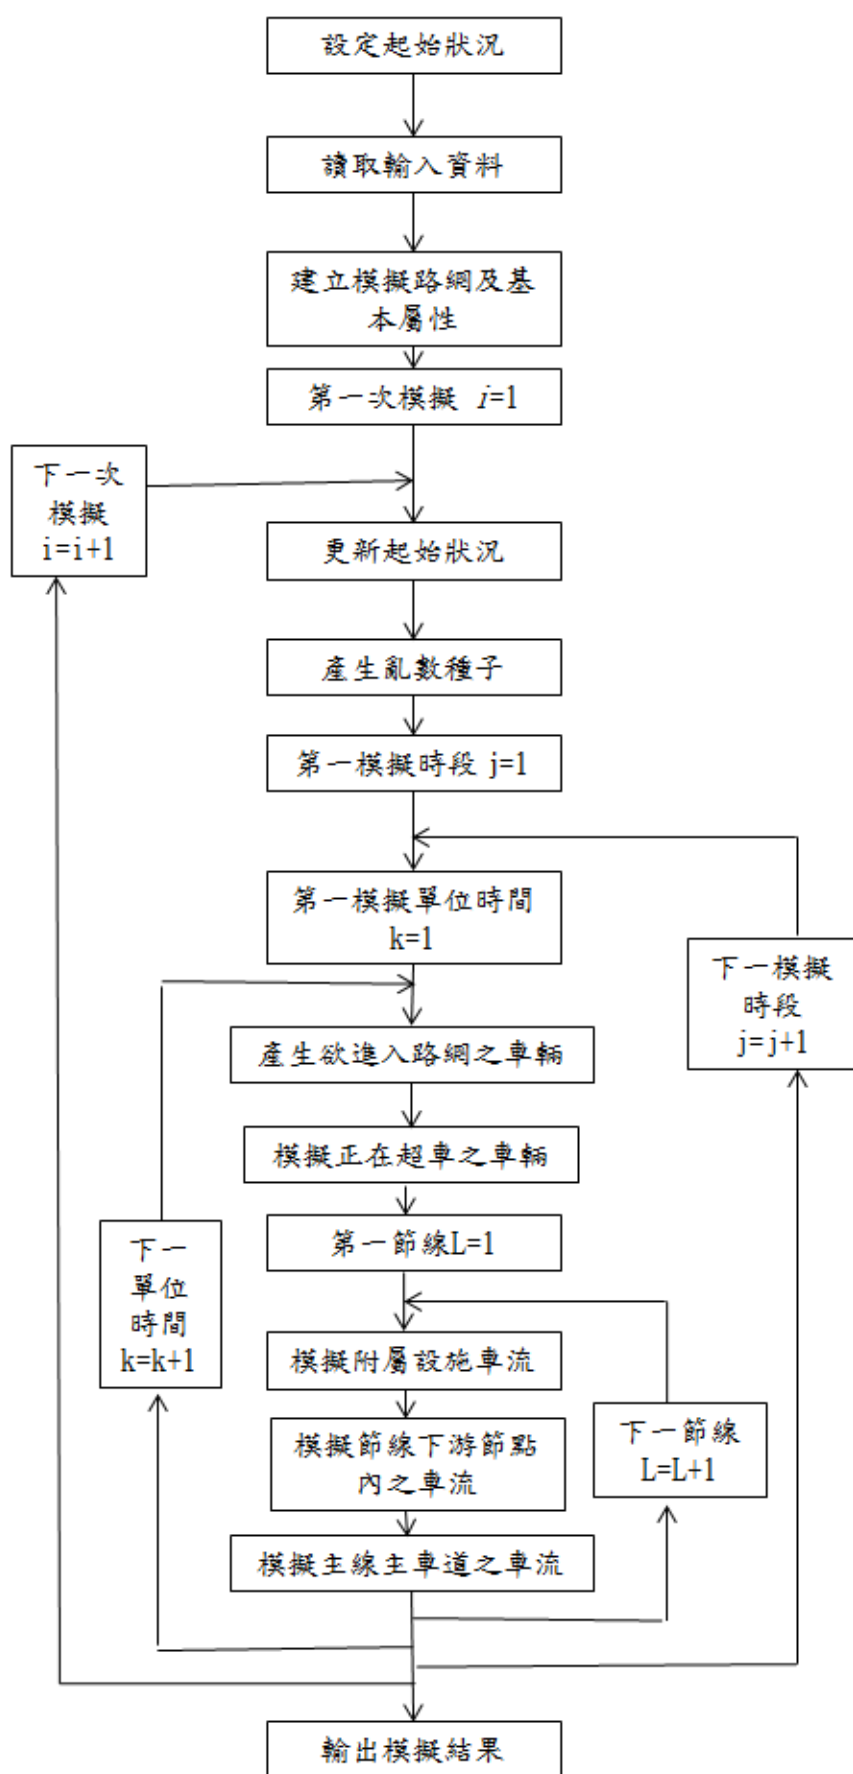 設定起始狀況
讀取輸入資料
建立模擬路網及基
本屬性
第一次模擬 i=1
下一次
模擬
i=i+1
更新起始狀況
產生亂數種子
第一模擬時段 j=1
第一模擬單位時間
k=1
下一模擬
時段
j=j+1
產生欲進入路網之車輛
模擬正在超車之車輛
第一節線L=1
下一
單位
時間
k=k+1
模擬附屬設施車流
下一節線
L=L+1
模擬節線下游節點
內之車流
模擬主線主車道之車流
輸出模擬結果